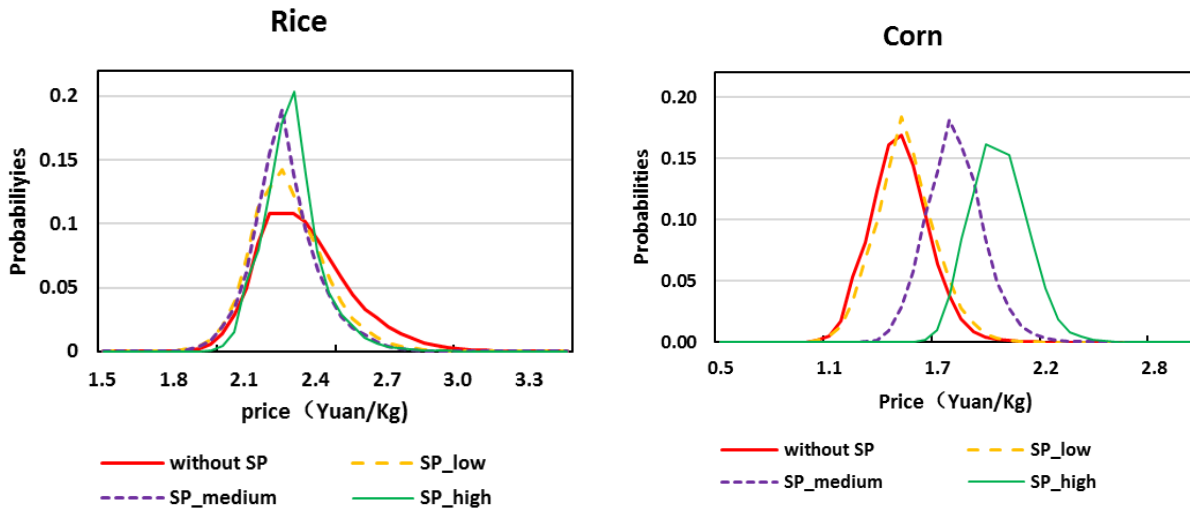 Rice
0.2
0.15
0.1
0.05
0
Probabiliyies
1.5 1.8 2.1 2.4 2.7 3.0 3.3
price（Yuan/Kg)
without SP SP_low
SP_medium SP_high
Corn
0.20
0.15
0.10
0.05
0.00
Probabilities
0.5 1.1 1.7 2.2 2.8
Price（Yuan/Kg)
without SP SP_low
SP_medium SP_high